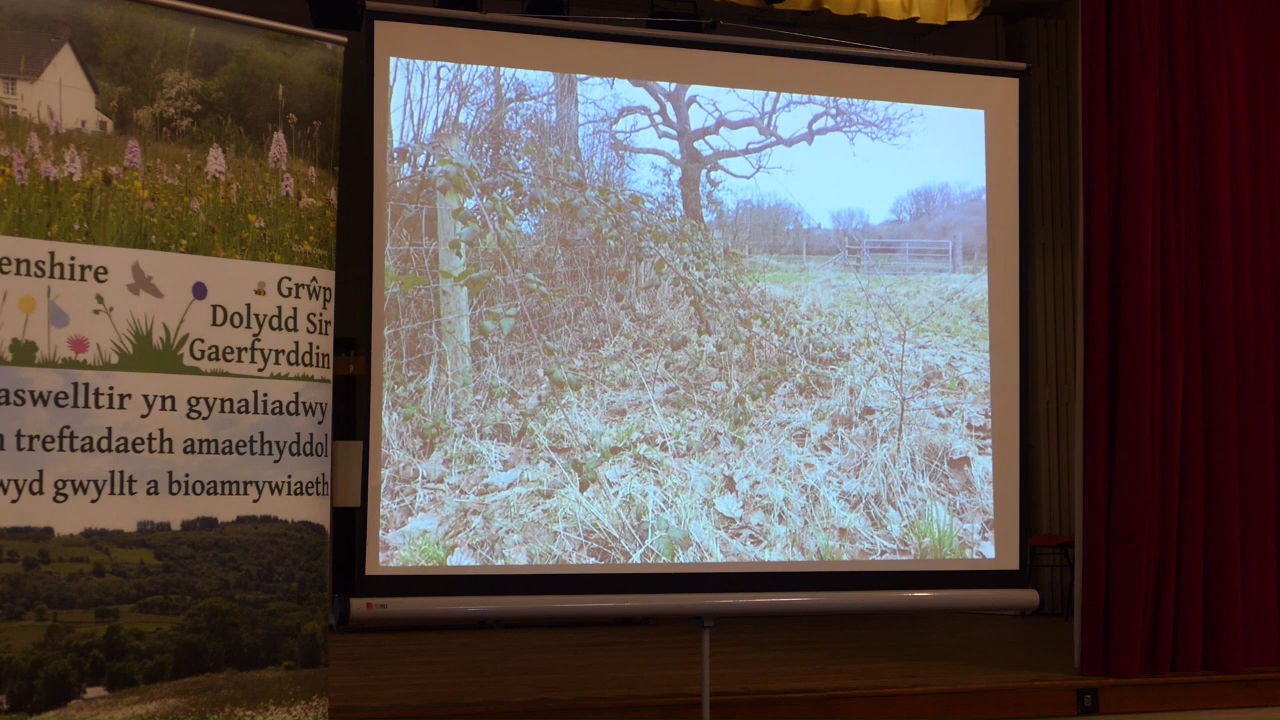 enshire
Grŵp
Dolydd Sir
Gaerfyrddin
aswelltir yn gynaliadwy
treftadaeth amaethyddol
wyd gwyllt a bioamrywiaeth